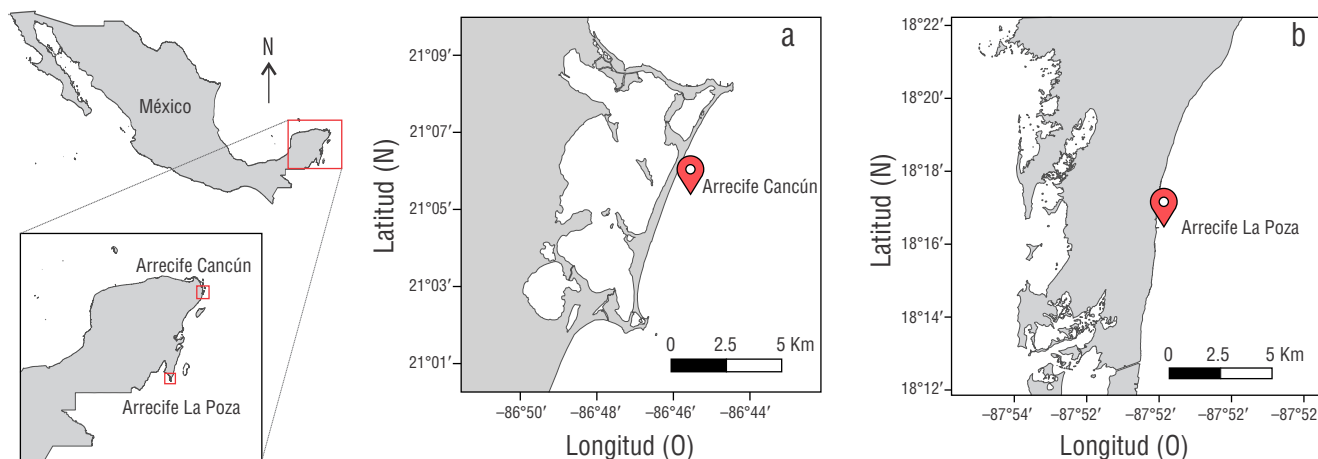 N
México
Arrecife Cancún
Arrecife La Poza
a
Latitud (N)
21°09′
21°07′
21°05′
21°03′
21°01′
Arrecife Cancún
0 2.5 5 Km
−86°50′ −86°48′ −86°46′ −86°44′
Longitud (O)
b
Latitud (N)
18°22′
18°20′
18°18′
18°16′
18°14′
18°12′
Arrecife La Poza
0 2.5 5 Km
−87°54′ −87°52′ −87°52′ −87°52′ −87°52
Longitud (O)